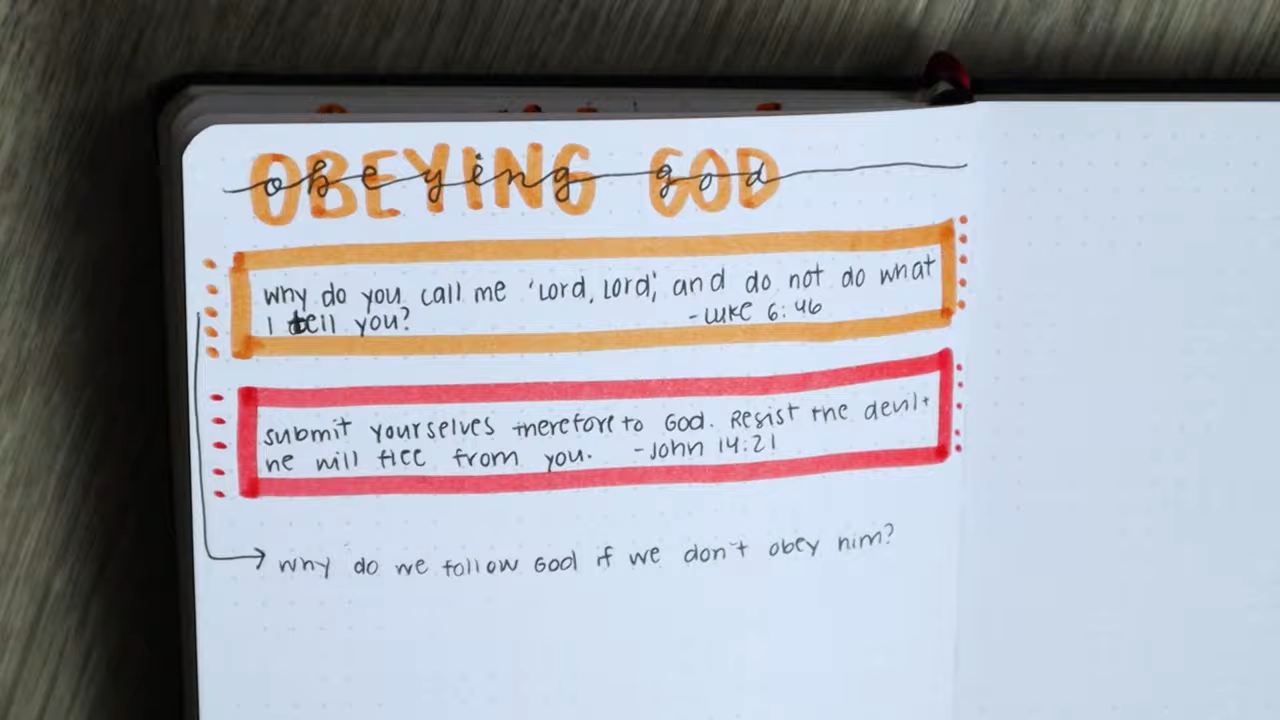 OBEYING GOD
obeying god
why do you call me 'Lord, Lord,' and do not do what
I tell you? -Luke 6:46
submit yourselves therefore to God. Resist the devil +
he will flee from you. -John 14:21
why do we follow God if we don't obey him?